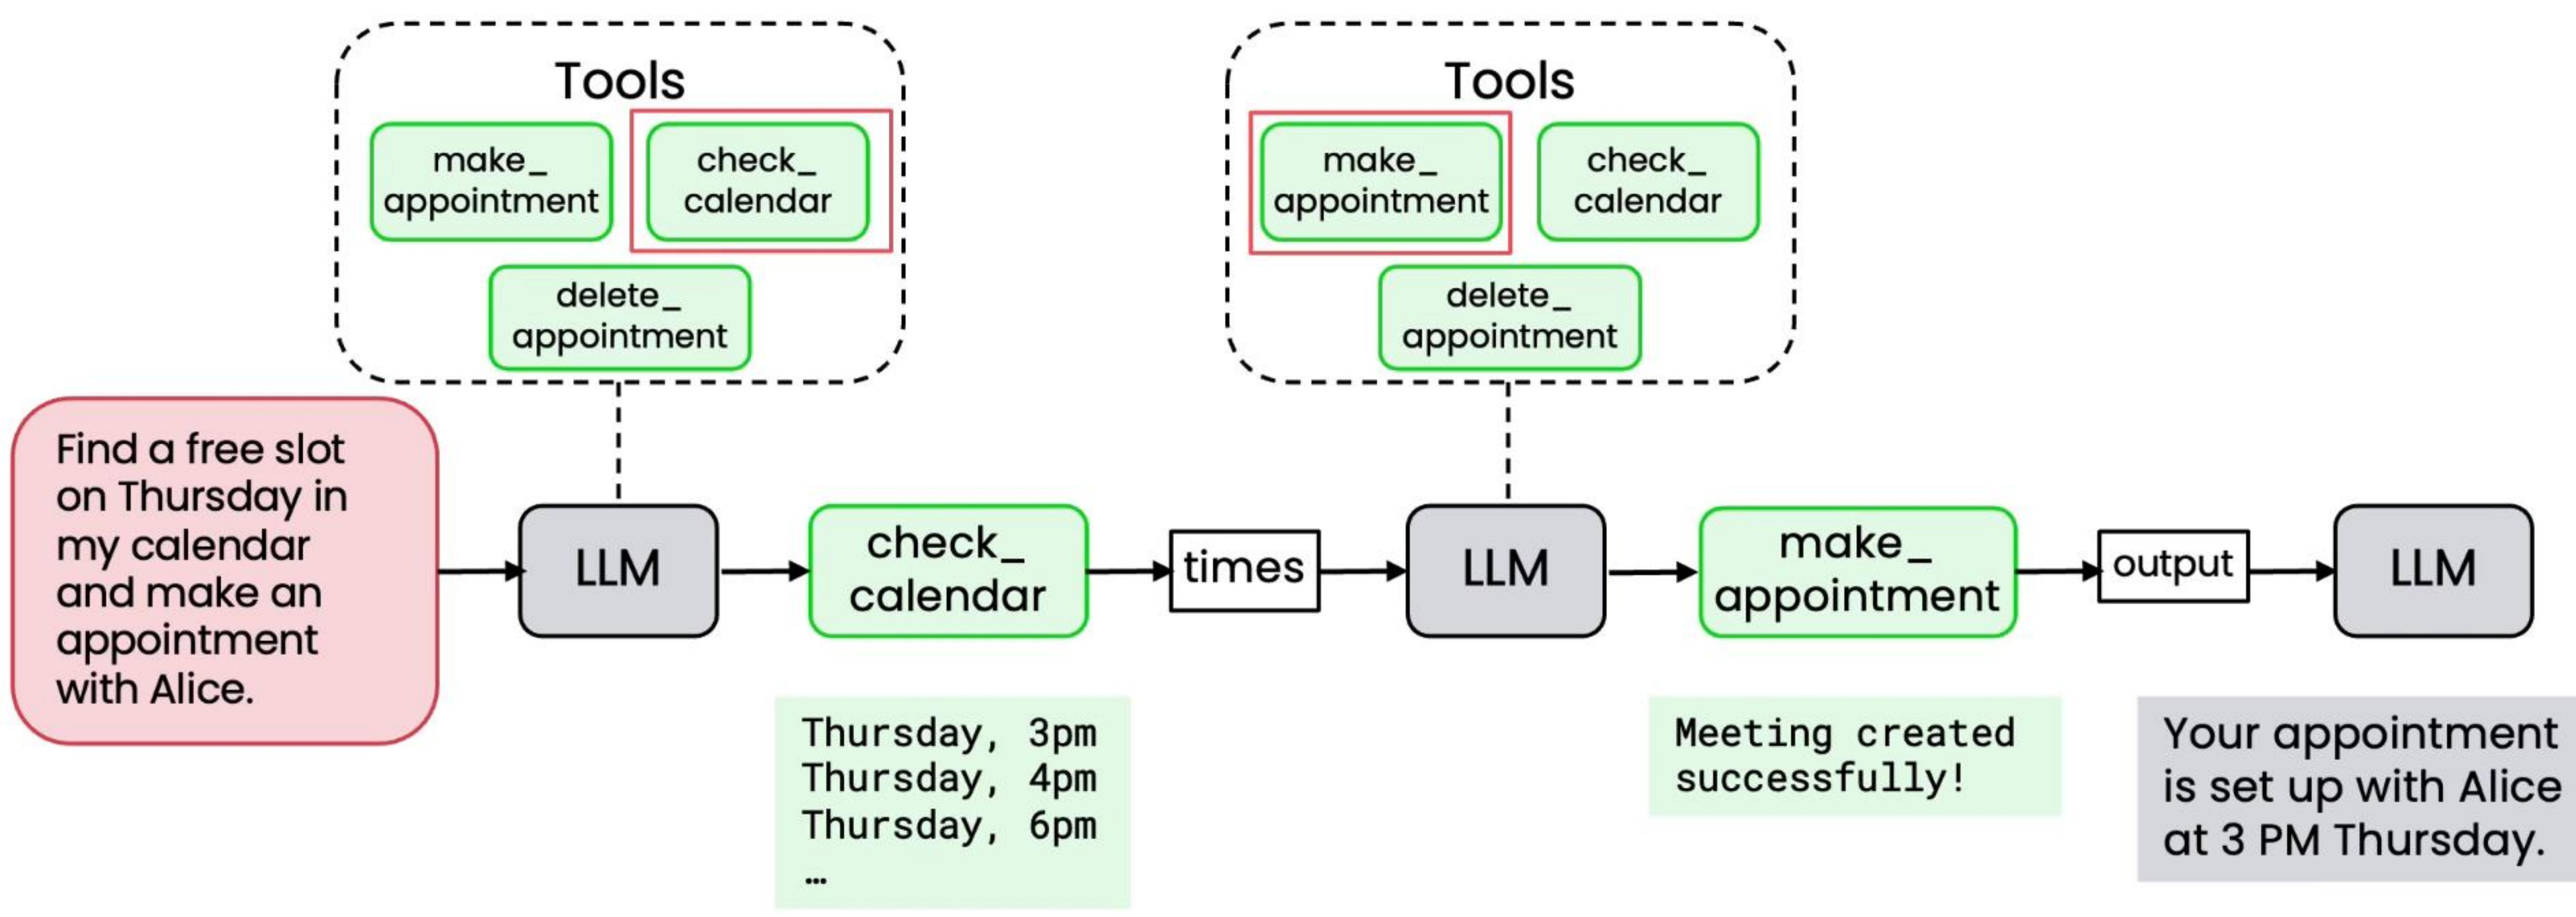 Tools
make_
appointment
check_
calendar
delete_
appointment
Tools
make_
appointment
check_
calendar
delete_
appointment
Find a free slot
on Thursday in
my calendar
and make an
appointment
with Alice.
LLM
check_
calendar
times
LLM
make_
appointment
output
LLM
Thursday, 3pm
Thursday, 4pm
Thursday, 6pm
…
Meeting created
successfully!
Your appointment
is set up with Alice
at 3 PM Thursday.